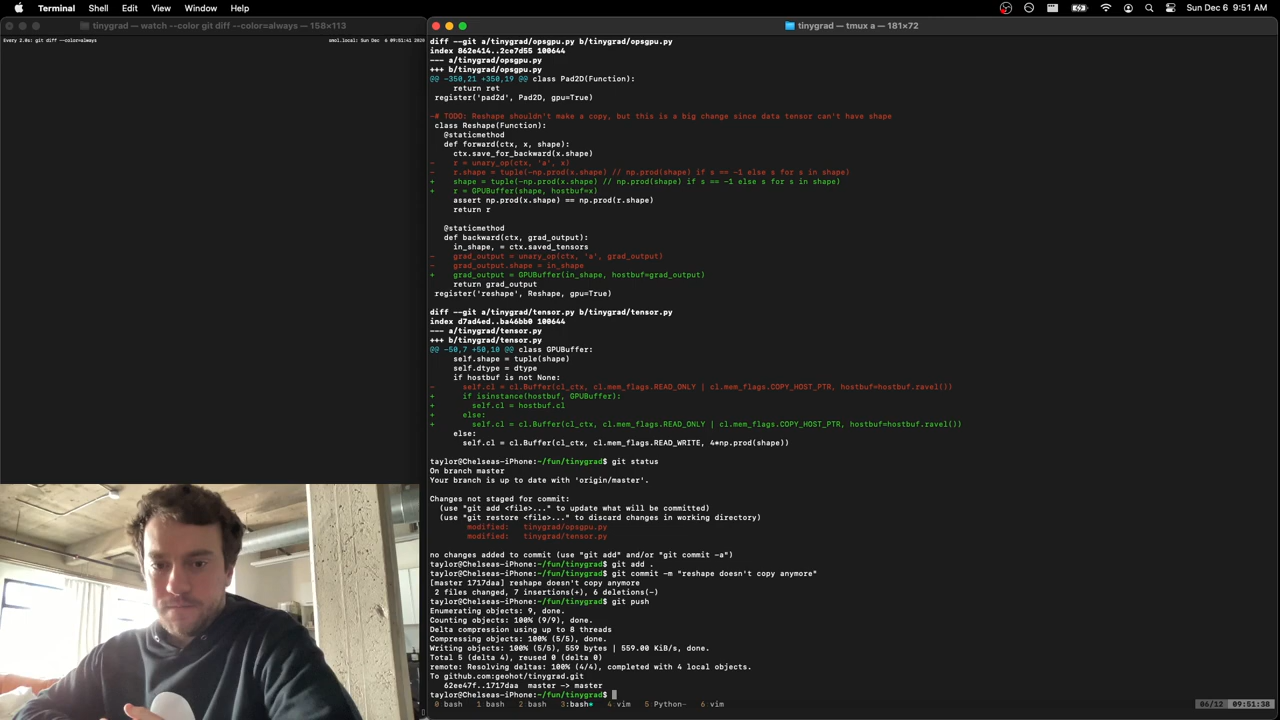 Terminal Shell Edit View Window Help
Sun Dec 6 9:51 AM
tinygrad — watch --color git diff --color=always — 158×113
Every 2.0s: git diff --color=always
smol.local: Sun Dec 6 09:51:41 2020
tinygrad — tmux a — 181×72
diff --git a/tinygrad/opsgpu.py b/tinygrad/opsgpu.py
index 862e414..2ce7d55 100644
--- a/tinygrad/opsgpu.py
+++ b/tinygrad/opsgpu.py
@@ -350,21 +350,19 @@ class Pad2D(Function):
     return ret
 register('pad2d', Pad2D, gpu=True)
-# TODO: Reshape shouldn't make a copy, but this is a big change since data tensor can't have shape
 class Reshape(Function):
   @staticmethod
   def forward(ctx, x, shape):
     ctx.save_for_backward(x.shape)
-    r = unary_op(ctx, 'a', x)
-    r.shape = tuple(-np.prod(x.shape) // np.prod(shape) if s == -1 else s for s in shape)
+    shape = tuple(-np.prod(x.shape) // np.prod(shape) if s == -1 else s for s in shape)
+    r = GPUBuffer(shape, hostbuf=x)
     assert np.prod(x.shape) == np.prod(r.shape)
     return r
   @staticmethod
   def backward(ctx, grad_output):
     in_shape, = ctx.saved_tensors
-    grad_output = unary_op(ctx, 'a', grad_output)
-    grad_output.shape = in_shape
+    grad_output = GPUBuffer(in_shape, hostbuf=grad_output)
     return grad_output
 register('reshape', Reshape, gpu=True)
diff --git a/tinygrad/tensor.py b/tinygrad/tensor.py
index d7ad4ed..ba46bb0 100644
--- a/tinygrad/tensor.py
+++ b/tinygrad/tensor.py
@@ -50,7 +50,10 @@ class GPUBuffer:
     self.shape = tuple(shape)
     self.dtype = dtype
     if hostbuf is not None:
-      self.cl = cl.Buffer(cl_ctx, cl.mem_flags.READ_ONLY | cl.mem_flags.COPY_HOST_PTR, hostbuf=hostbuf.ravel())
+      if isinstance(hostbuf, GPUBuffer):
+        self.cl = hostbuf.cl
+      else:
+        self.cl = cl.Buffer(cl_ctx, cl.mem_flags.READ_ONLY | cl.mem_flags.COPY_HOST_PTR, hostbuf=hostbuf.ravel())
     else:
       self.cl = cl.Buffer(cl_ctx, cl.mem_flags.READ_WRITE, 4*np.prod(shape))
taylor@Chelseas-iPhone:~/fun/tinygrad$ git status
On branch master
Your branch is up to date with 'origin/master'.
Changes not staged for commit:
  (use "git add <file>..." to update what will be committed)
  (use "git restore <file>..." to discard changes in working directory)
        modified:   tinygrad/opsgpu.py
        modified:   tinygrad/tensor.py
no changes added to commit (use "git add" and/or "git commit -a")
taylor@Chelseas-iPhone:~/fun/tinygrad$ git add .
taylor@Chelseas-iPhone:~/fun/tinygrad$ git commit -m "reshape doesn't copy anymore"
[master 1717daa] reshape doesn't copy anymore
 2 files changed, 7 insertions(+), 6 deletions(-)
taylor@Chelseas-iPhone:~/fun/tinygrad$ git push
Enumerating objects: 9, done.
Counting objects: 100% (9/9), done.
Delta compression using up to 8 threads
Compressing objects: 100% (5/5), done.
Writing objects: 100% (5/5), 559 bytes | 559.00 KiB/s, done.
Total 5 (delta 4), reused 0 (delta 0)
remote: Resolving deltas: 100% (4/4), completed with 4 local objects.
To github.com:geohot/tinygrad.git
   62ee47f..1717daa  master -> master
taylor@Chelseas-iPhone:~/fun/tinygrad$
0 bash 1 bash 2 bash 3:bash* 4 vim 5 Python- 6 vim
06/12 09:51:38